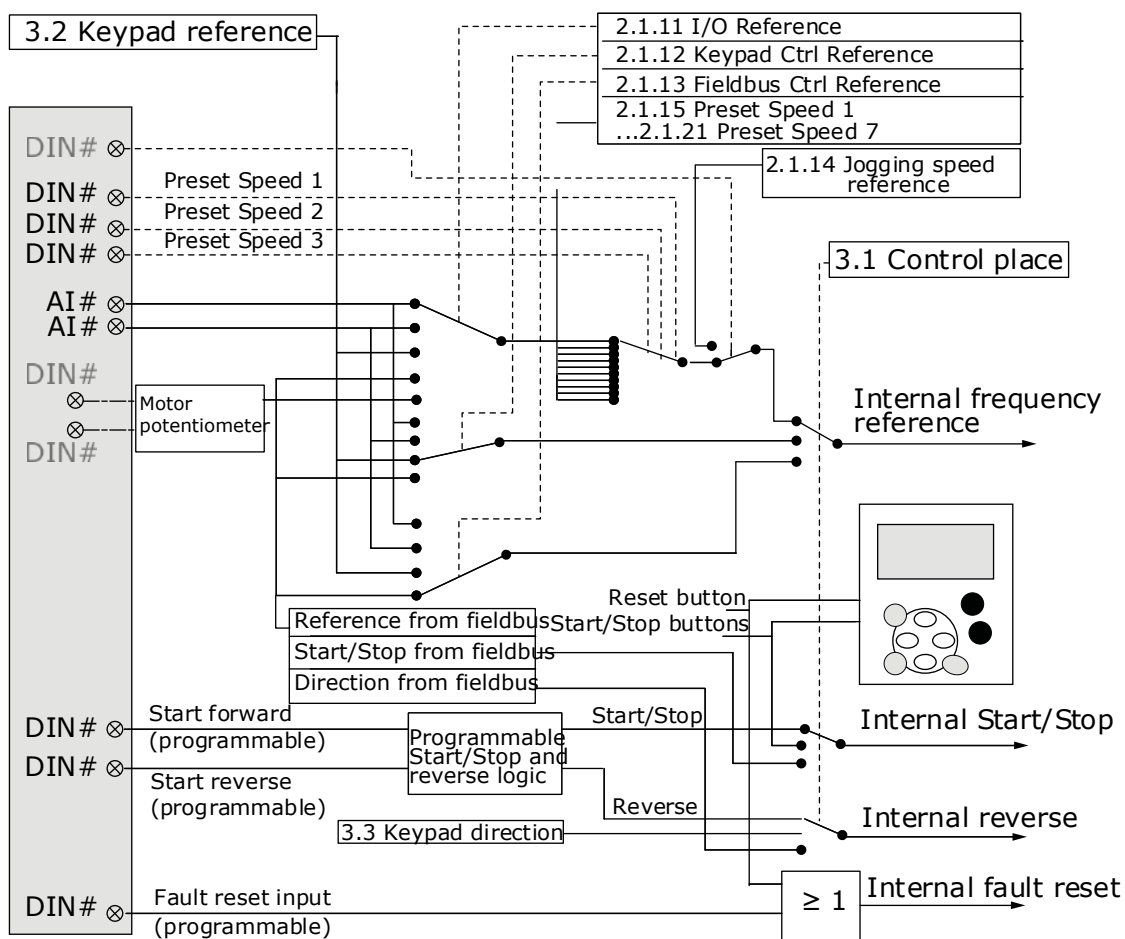 3.2 Keypad reference
2.1.11 I/O Reference
2.1.12 Keypad Ctrl Reference
2.1.13 Fieldbus Ctrl Reference
2.1.15 Preset Speed 1
...2.1.21 Preset Speed 7
2.1.14 Jogging speed
reference
3.1 Control place
DIN#
DIN#
Preset Speed 1
DIN#
Preset Speed 2
DIN#
Preset Speed 3
AI#
AI#
DIN#
Motor
potentiometer
DIN#
Internal frequency
reference
Reset button
Start/Stop buttons
Reference from fieldbus
Start/Stop from fieldbus
Direction from fieldbus
DIN#
Start forward
(programmable)
DIN#
Start reverse
(programmable)
Programmable
Start/Stop and
reverse logic
Start/Stop
Internal Start/Stop
Reverse
3.3 Keypad direction
Internal reverse
DIN#
Fault reset input
(programmable)
≥ 1
Internal fault reset